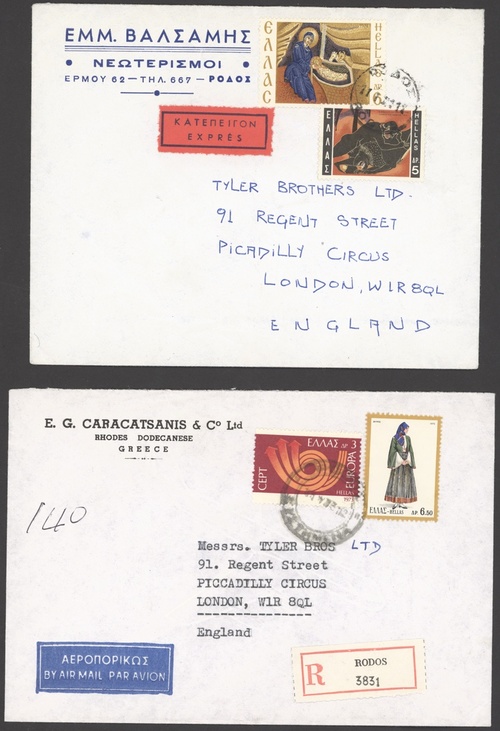 ΕΜΜ. ΒΑΛΣΑΜΗΣ
• ΝΕΩΤΕΡΙΣΜΟΙ •
ΕΡΜΟΥ 62 — ΤΗΛ. 667 — ΡΟΔΟΣ
ΕΛΛΑΣ
HELLAS
ΚΑΤΕΠΕΙΓΟΝ
EXPRÈS
ΕΛΛΑΣ
HELLAS
ΔΡ. 5
TYLER BROTHERS LTD.
91 REGENT STREET
PICADILLY CIRCUS
LONDON, W1R 8QL
ENGLAND
E. G. CARACATSANIS & Co Ltd
RHODES DODECANESE
GREECE
ΕΛΛΑΣ ΔΡ 3
CEPT
EUROPA
HELLAS
ΕΛΛΑΣ-HELLAS ΔΡ. 6.50
140
Messrs. TYLER BROS LTD
91. Regent Street
PICCADILLY CIRCUS
LONDON, W1R 8QL
England
ΑΕΡΟΠΟΡΙΚΩΣ
BY AIR MAIL PAR AVION
R
RODOS
3831